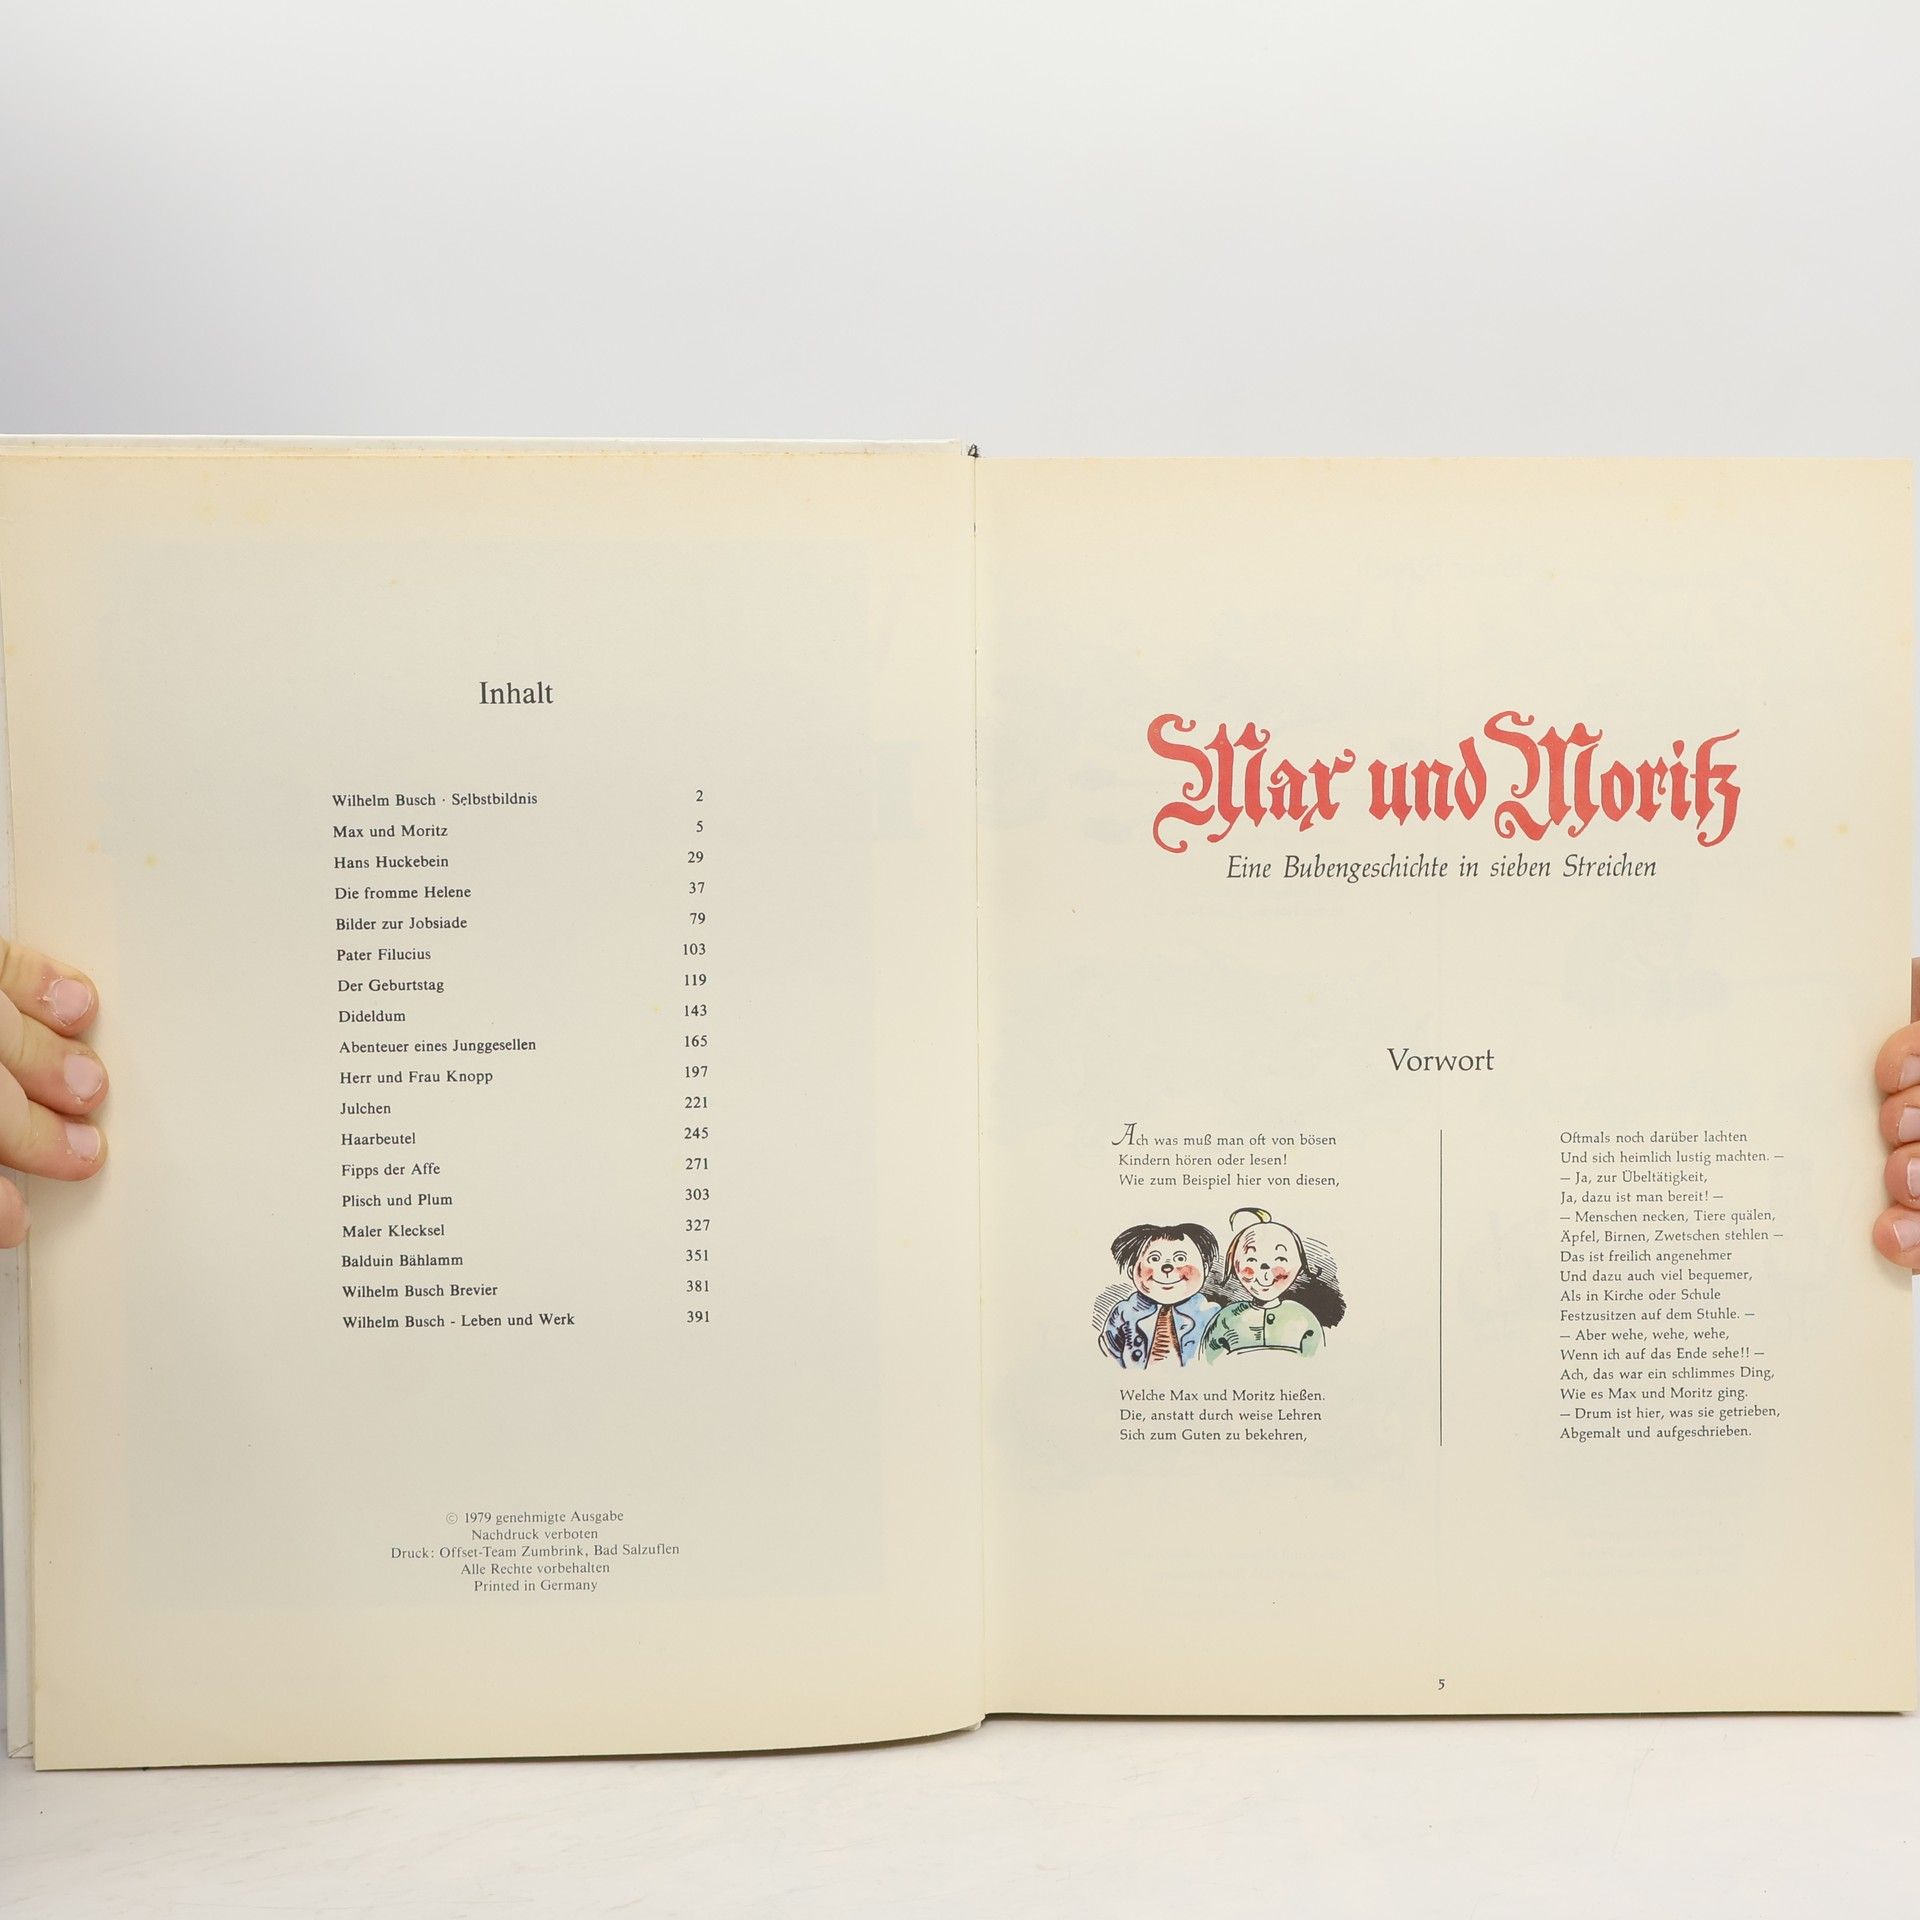 Inhalt
Wilhelm Busch · Selbstbildnis 2
Max und Moritz 5
Hans Huckebein 29
Die fromme Helene 37
Bilder zur Jobsiade 79
Pater Filucius 103
Der Geburtstag 119
Dideldum 143
Abenteuer eines Junggesellen 165
Herr und Frau Knopp 197
Julchen 221
Haarbeutel 245
Fipps der Affe 271
Plisch und Plum 303
Maler Klecksel 327
Balduin Bählamm 351
Wilhelm Busch Brevier 381
Wilhelm Busch - Leben und Werk 391
© 1979 genehmigte Ausgabe
Nachdruck verboten
Druck: Offset-Team Zumbrink, Bad Salzuflen
Alle Rechte vorbehalten
Printed in Germany
Max und Moritz
Eine Bubengeschichte in sieben Streichen
Vorwort
Ach was muß man oft von bösen
Kindern hören oder lesen!
Wie zum Beispiel hier von diesen,
Welche Max und Moritz hießen.
Die, anstatt durch weise Lehren
Sich zum Guten zu bekehren,
Oftmals noch darüber lachten
Und sich heimlich lustig machten. —
— Ja, zur Übeltätigkeit,
Ja, dazu ist man bereit! —
— Menschen necken, Tiere quälen,
Äpfel, Birnen, Zwetschen stehlen —
Das ist freilich angenehmer
Und dazu auch viel bequemer,
Als in Kirche oder Schule
Festzusitzen auf dem Stuhle. —
— Aber wehe, wehe, wehe,
Wenn ich auf das Ende sehe!! —
Ach, das war ein schlimmes Ding,
Wie es Max und Moritz ging.
— Drum ist hier, was sie getrieben,
Abgemalt und aufgeschrieben.
5